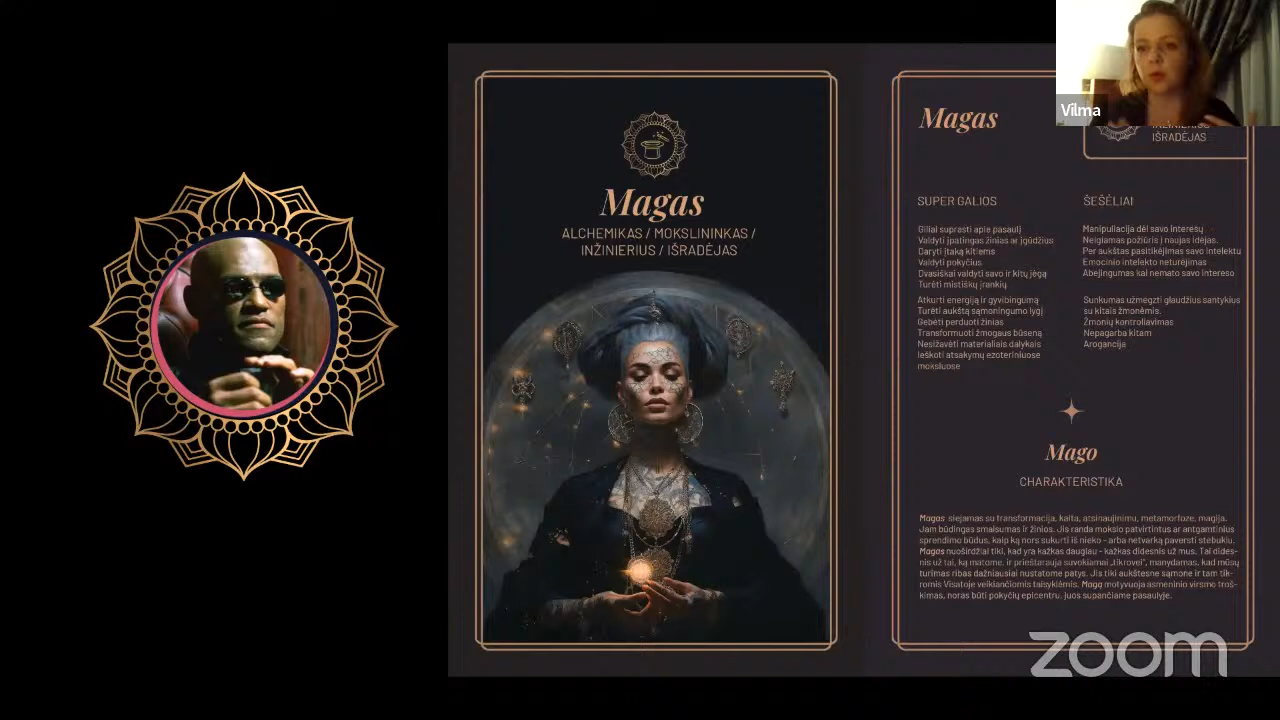 Magas
ALCHEMIKAS / MOKSLININKAS /
INŽINIERIUS / IŠRADĖJAS
Magas
INŽINIERIUS
IŠRADĖJAS
SUPER GALIOS
Giliai suprasti apie pasaulį
Valdyti ypatingas žinias ar įgūdžius
Daryti įtaką kitiems
Valdyti pokyčius
Dvasiškai valdyti savo ir kitų jėgą
Turėti mistiškų įrankių
Atkurti energiją ir gyvibingumą
Turėti aukštą sąmoningumo lygį
Gebėti perduoti žinias
Transformuoti žmogaus būseną
Nesižavėti materialiais dalykais
Ieškoti atsakymų ezoteriniuose
moksluose
ŠEŠĖLIAI
Manipuliacija dėl savo interesų
Neigiamas požiūris į naujas idėjas.
Per aukštas pasitikėjimas savo intelektu
Emocinio intelekto neturėjimas
Abejingumas kai nemato savo intereso
Sunkumas užmegzti glaudžius santykius
su kitais žmonėmis.
Žmonių kontroliavimas
Nepagarba kitam
Arogancija
Mago
CHARAKTERISTIKA
Magas siejamas su transformacija, kaita, atsinaujinimu, metamorfoze, magija.
Jam būdingas smalsumas ir žinios. Jis randa mokslo patvirtintus ar antgamtinius
sprendimo būdus, kaip ką nors sukurti iš nieko - arba netvarką paversti stebuklu.
Magas nuoširdžiai tiki, kad yra kažkas daugiau - kažkas didesnis už mus. Tai dides-
nis už tai, ką matome, ir prieštarauja suvokiamai „tikrovei", manydamas, kad mūsų
turimas ribas dažniausiai nustatome patys. Jis tiki aukštesne sąmone ir tam tik-
romis Visatoje veikiančiomis taisyklėmis. Magą motyvuoja asmeninio virsmo troš-
kimas, noras būti pokyčių epicentru, juos supančiame pasaulyje.
Vilma
zoom